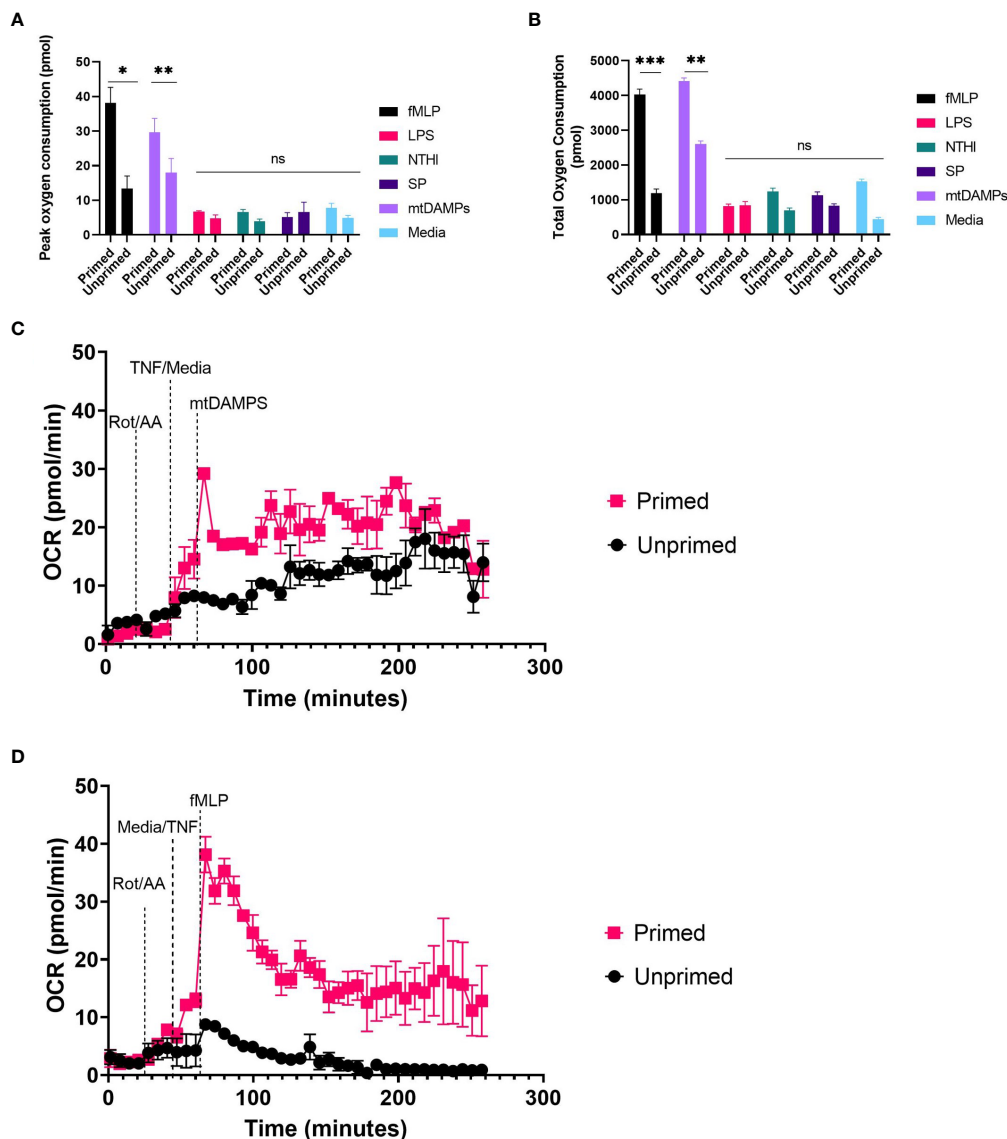 A
Peak oxygen consumption (pmol)
50
40
30
20
10
0
*
**
ns
Primed
Unprimed
Primed
Unprimed
Primed
Unprimed
Primed
Unprimed
Primed
Unprimed
Primed
Unprimed
fMLP
LPS
NTHI
SP
mtDAMPs
Media
B
Total Oxygen Consumption
(pmol)
5000
4000
3000
2000
1000
0
***
**
ns
Primed
Unprimed
Primed
Unprimed
Primed
Unprimed
Primed
Unprimed
Primed
Unprimed
Primed
Unprimed
fMLP
LPS
NTHI
SP
mtDAMPs
Media
C
OCR (pmol/min)
50
40
30
20
10
0
TNF/Media
mtDAMPS
Rot/AA
0
100
200
300
Time (minutes)
Primed
Unprimed
D
OCR (pmol/min)
50
40
30
20
10
0
fMLP
Media/TNF
Rot/AA
0
100
200
300
Time (minutes)
Primed
Unprimed